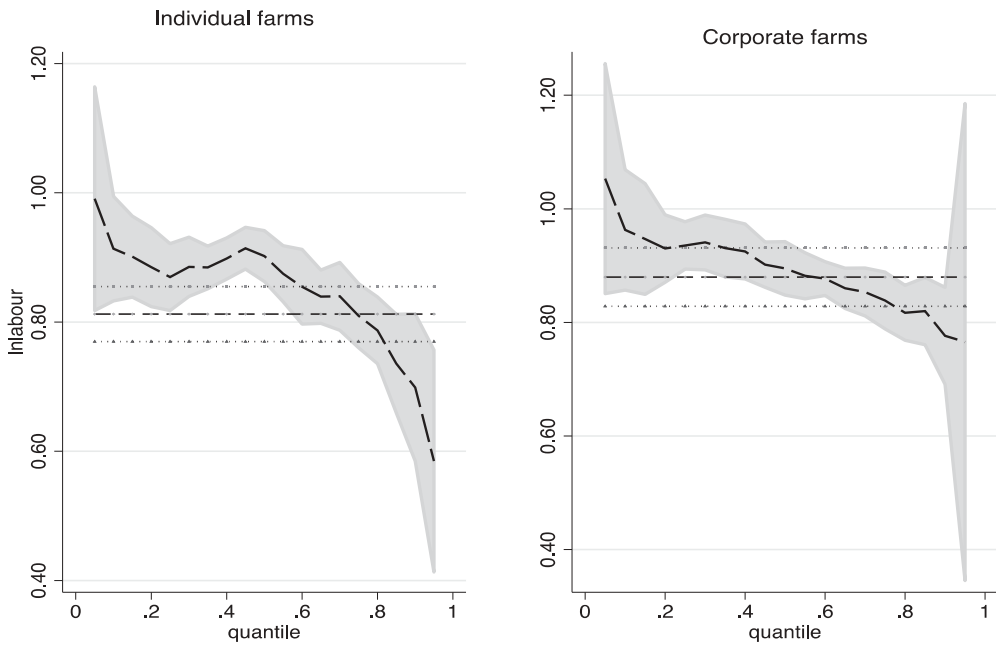 Individual farms
lnlabour
1.20
1.00
0.80
0.60
0.40
0 .2 .4 .6 .8 1
quantile
Corporate farms
1.20
1.00
0.80
0.60
0.40
0 .2 .4 .6 .8 1
quantile